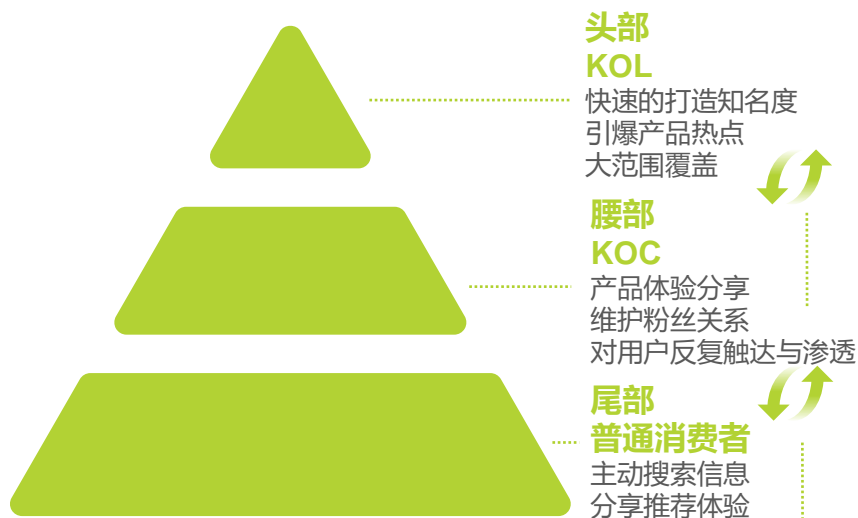 头部
KOL
快速的打造知名度
引爆产品热点
大范围覆盖
腰部
KOC
产品体验分享
维护粉丝关系
对用户反复触达与渗透
尾部
普通消费者
主动搜索信息
分享推荐体验